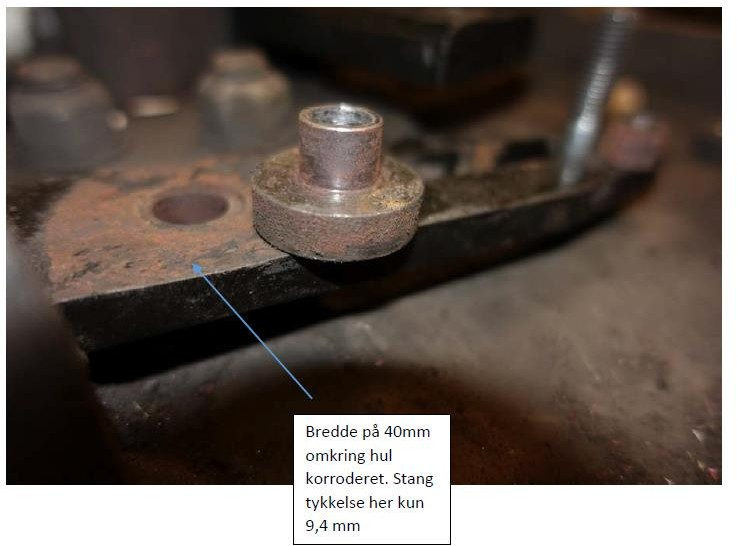 Bredde på 40mm
omkring hul
korroderet. Stang
tykkelse her kun
9,4 mm